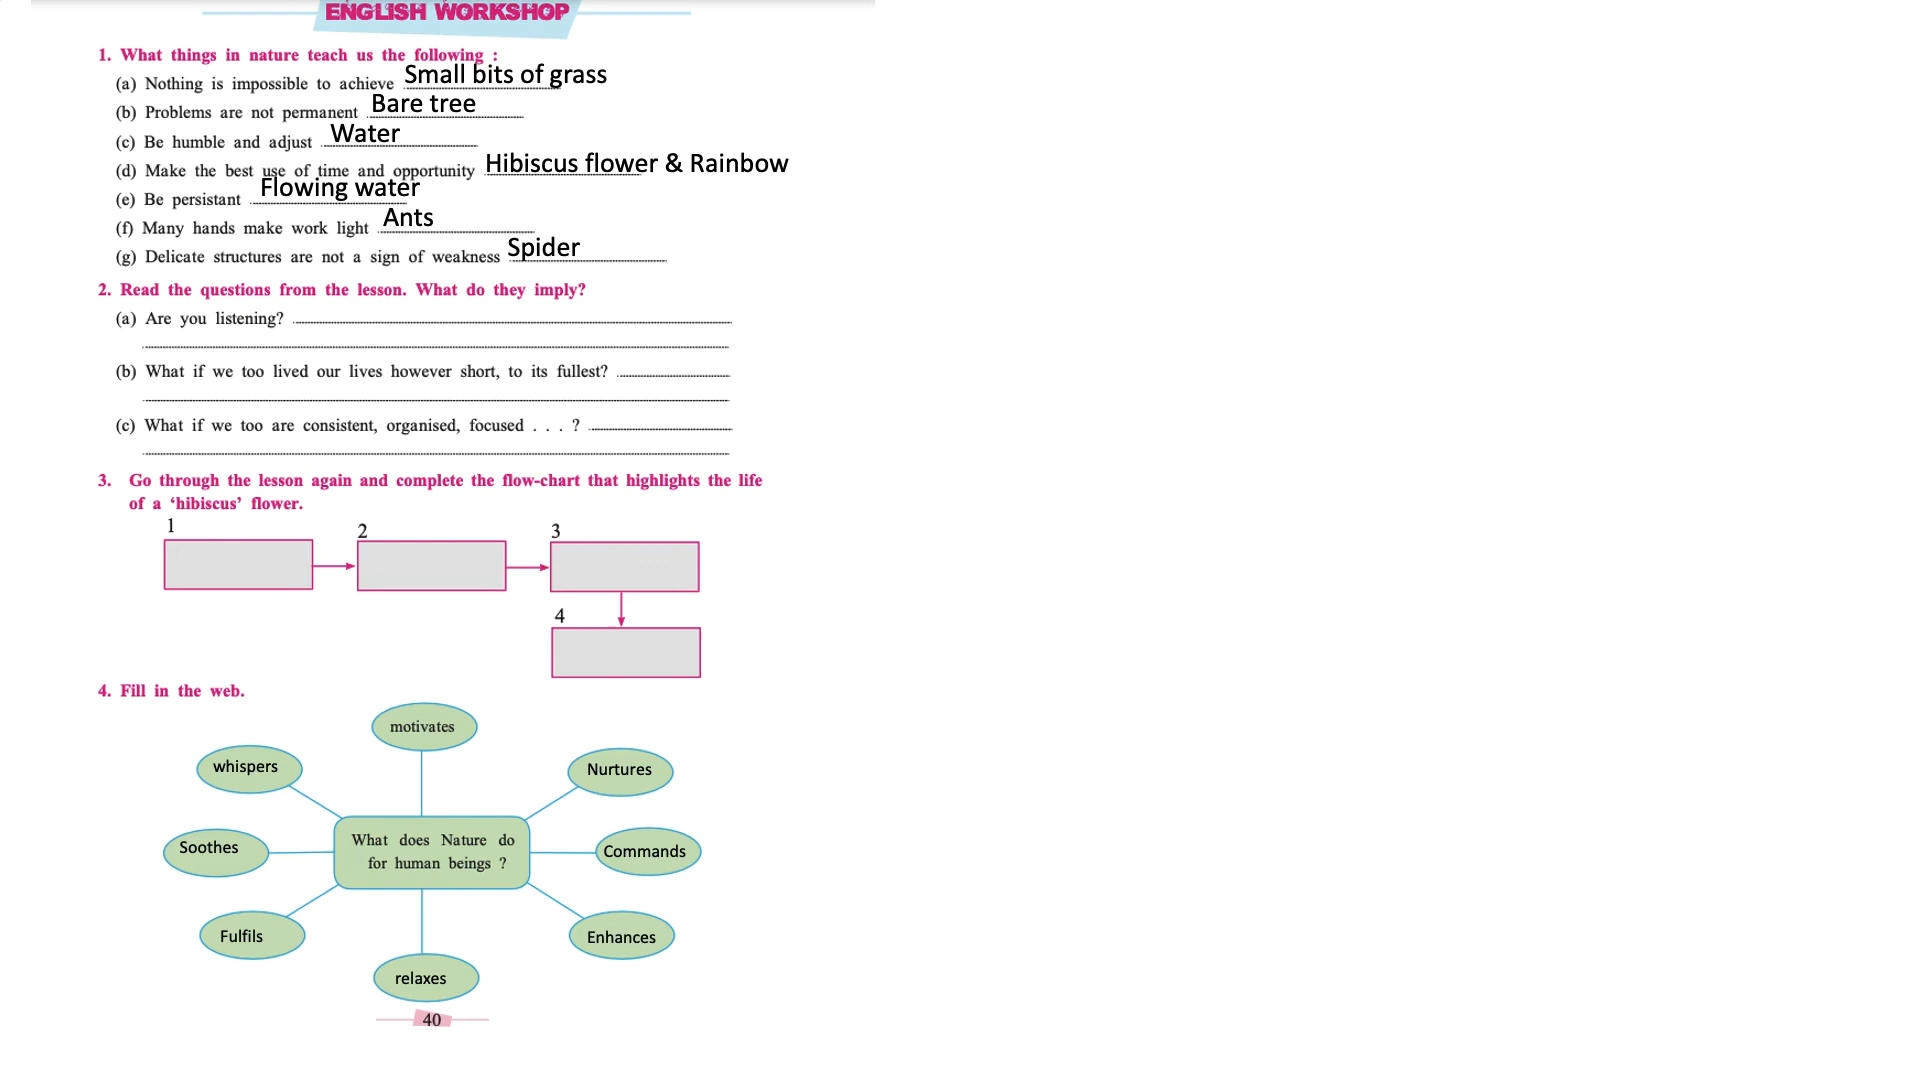 ENGLISH WORKSHOP
1. What things in nature teach us the following :
(a) Nothing is impossible to achieve Small bits of grass
(b) Problems are not permanent Bare tree
(c) Be humble and adjust Water
(d) Make the best use of time and opportunity Hibiscus flower & Rainbow
(e) Be persistant Flowing water
(f) Many hands make work light Ants
(g) Delicate structures are not a sign of weakness Spider
2. Read the questions from the lesson. What do they imply?
(a) Are you listening?
(b) What if we too lived our lives however short, to its fullest?
(c) What if we too are consistent, organised, focused . . . ?
3. Go through the lesson again and complete the flow-chart that highlights the life
of a ‘hibiscus’ flower.
1
2
3
4
4. Fill in the web.
motivates
whispers
Nurtures
Soothes
What does Nature do
for human beings ?
Commands
Fulfils
Enhances
relaxes
40